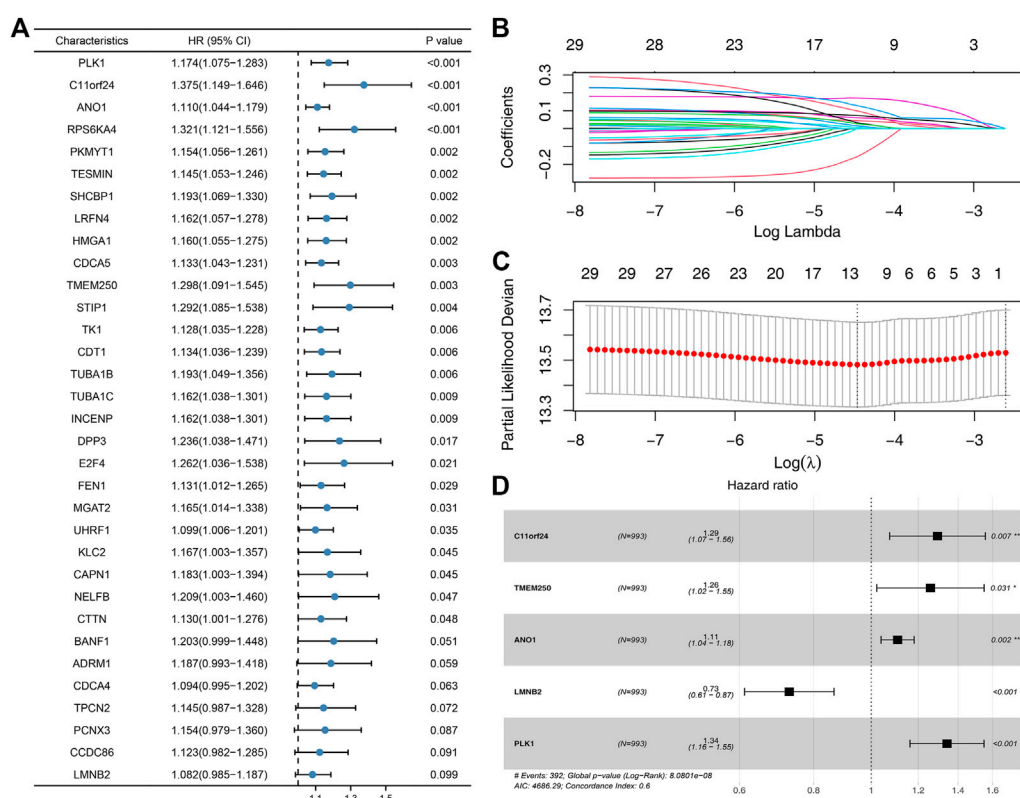 A
Characteristics HR (95% CI) P value
PLK1 1.174(1.075−1.283) <0.001
C11orf24 1.375(1.149−1.646) <0.001
ANO1 1.110(1.044−1.179) <0.001
RPS6KA4 1.321(1.121−1.556) <0.001
PKMYT1 1.154(1.056−1.261) 0.002
TESMIN 1.145(1.053−1.246) 0.002
SHCBP1 1.193(1.069−1.330) 0.002
LRFN4 1.162(1.057−1.278) 0.002
HMGA1 1.160(1.055−1.275) 0.002
CDCA5 1.133(1.043−1.231) 0.003
TMEM250 1.298(1.091−1.545) 0.003
STIP1 1.292(1.085−1.538) 0.004
TK1 1.128(1.035−1.228) 0.006
CDT1 1.134(1.036−1.239) 0.006
TUBA1B 1.193(1.049−1.356) 0.006
TUBA1C 1.162(1.038−1.301) 0.009
INCENP 1.162(1.038−1.301) 0.009
DPP3 1.236(1.038−1.471) 0.017
E2F4 1.262(1.036−1.538) 0.021
FEN1 1.131(1.012−1.265) 0.029
MGAT2 1.165(1.014−1.338) 0.031
UHRF1 1.099(1.006−1.201) 0.035
KLC2 1.167(1.003−1.357) 0.045
CAPN1 1.183(1.003−1.394) 0.045
NELFB 1.209(1.003−1.460) 0.047
CTTN 1.130(1.001−1.276) 0.048
BANF1 1.203(0.999−1.448) 0.051
ADRM1 1.187(0.993−1.418) 0.059
CDCA4 1.094(0.995−1.202) 0.063
TPCN2 1.145(0.987−1.328) 0.072
PCNX3 1.154(0.979−1.360) 0.087
CCDC86 1.123(0.982−1.285) 0.091
LMNB2 1.082(0.985−1.187) 0.099
1.1 1.3 1.5
B
29 28 23 17 9 3
Coefficients
0.3
0.1
−0.2
−8 −7 −6 −5 −4 −3
Log Lambda
C
29 29 27 26 23 20 17 13 9 6 6 5 3 1
Partial Likelihood Devian
13.7
13.5
13.3
−8 −7 −6 −5 −4 −3
Log(λ)
D
Hazard ratio
C11orf24 (N=993) 1.29 (1.07 − 1.56) 0.007 **
TMEM250 (N=993) 1.26 (1.02 − 1.55) 0.031 *
ANO1 (N=993) 1.11 (1.04 − 1.18) 0.002 **
LMNB2 (N=993) 0.73 (0.61 − 0.87) <0.001
PLK1 (N=993) 1.34 (1.16 − 1.55) <0.001
# Events: 392; Global p−value (Log−Rank): 8.0801e−08
AIC: 4686.29; Concordance Index: 0.6
0.6 0.8 1 1.2 1.4 1.6